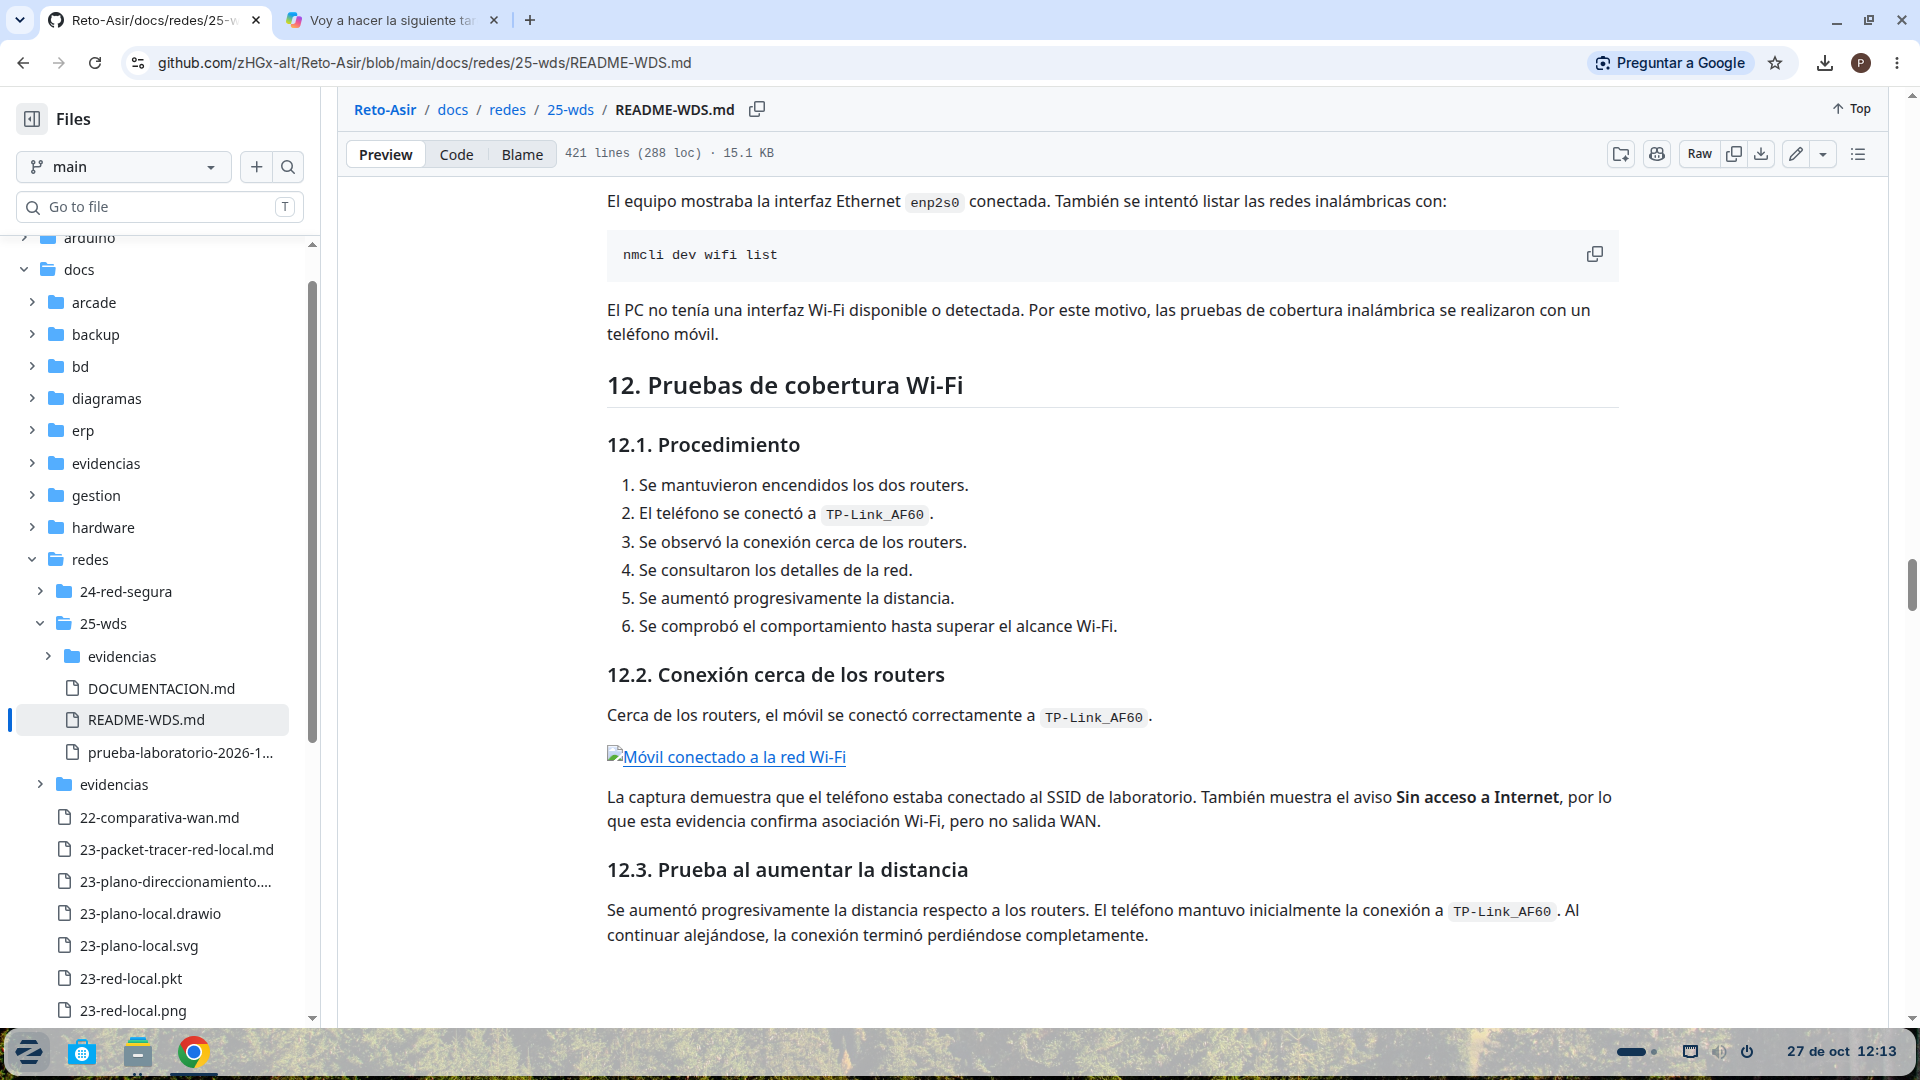 Reto-Asir/docs/redes/25-w
Voy a hacer la siguiente ta
github.com/zHGx-alt/Reto-Asir/blob/main/docs/redes/25-wds/README-WDS.md
Preguntar a Google
P
Files
main
Go to file
T
arduino
docs
arcade
backup
bd
diagramas
erp
evidencias
gestion
hardware
redes
24-red-segura
25-wds
evidencias
DOCUMENTACION.md
README-WDS.md
prueba-laboratorio-2026-1...
evidencias
22-comparativa-wan.md
23-packet-tracer-red-local.md
23-plano-direccionamiento....
23-plano-local.drawio
23-plano-local.svg
23-red-local.pkt
23-red-local.png
Reto-Asir / docs / redes / 25-wds / README-WDS.md
Top
Preview Code Blame 421 lines (288 loc) · 15.1 KB
Raw
El equipo mostraba la interfaz Ethernet enp2s0 conectada. También se intentó listar las redes inalámbricas con:
nmcli dev wifi list
El PC no tenía una interfaz Wi-Fi disponible o detectada. Por este motivo, las pruebas de cobertura inalámbrica se realizaron con un
teléfono móvil.
12. Pruebas de cobertura Wi-Fi
12.1. Procedimiento
1. Se mantuvieron encendidos los dos routers.
2. El teléfono se conectó a TP-Link_AF60 .
3. Se observó la conexión cerca de los routers.
4. Se consultaron los detalles de la red.
5. Se aumentó progresivamente la distancia.
6. Se comprobó el comportamiento hasta superar el alcance Wi-Fi.
12.2. Conexión cerca de los routers
Cerca de los routers, el móvil se conectó correctamente a TP-Link_AF60 .
Móvil conectado a la red Wi-Fi
La captura demuestra que el teléfono estaba conectado al SSID de laboratorio. También muestra el aviso Sin acceso a Internet, por lo
que esta evidencia confirma asociación Wi-Fi, pero no salida WAN.
12.3. Prueba al aumentar la distancia
Se aumentó progresivamente la distancia respecto a los routers. El teléfono mantuvo inicialmente la conexión a TP-Link_AF60 . Al
continuar alejándose, la conexión terminó perdiéndose completamente.
27 de oct 12:13